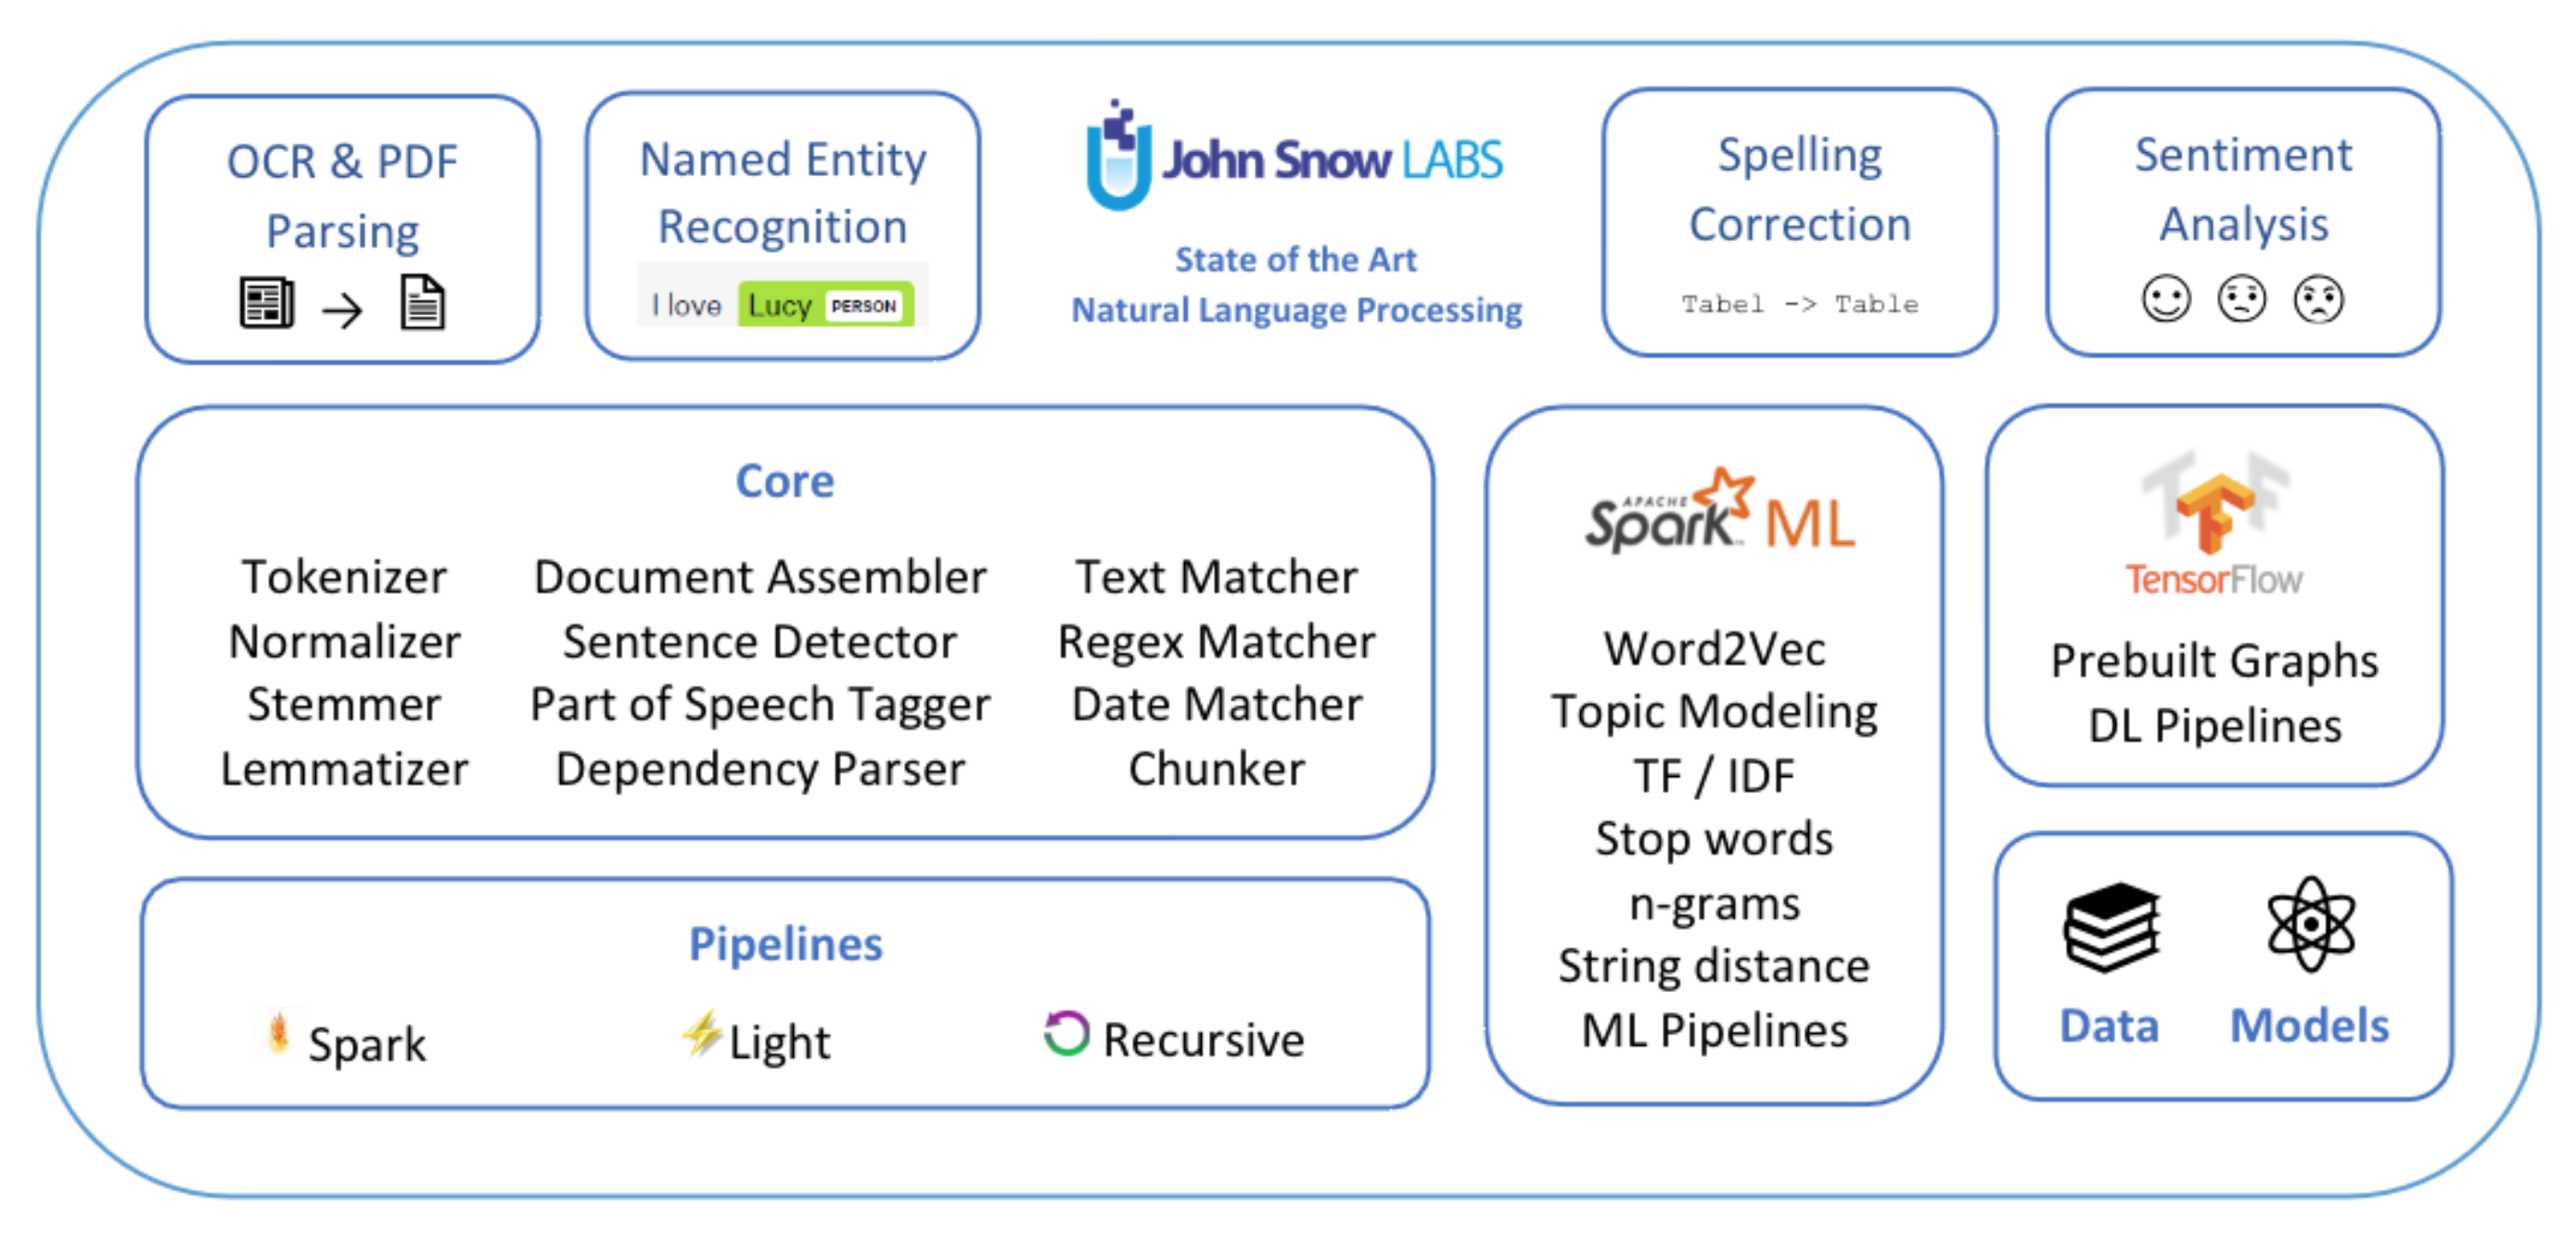 OCR & PDF
Parsing
Named Entity
Recognition
I love Lucy PERSON
John Snow LABS
State of the Art
Natural Language Processing
Spelling
Correction
Tabel -> Table
Sentiment
Analysis
Core
Tokenizer Document Assembler Text Matcher
Normalizer Sentence Detector Regex Matcher
Stemmer Part of Speech Tagger Date Matcher
Lemmatizer Dependency Parser Chunker
APACHE
Spark ML
Word2Vec
Topic Modeling
TF / IDF
Stop words
n-grams
String distance
ML Pipelines
TensorFlow
Prebuilt Graphs
DL Pipelines
Pipelines
Spark Light Recursive
Data Models